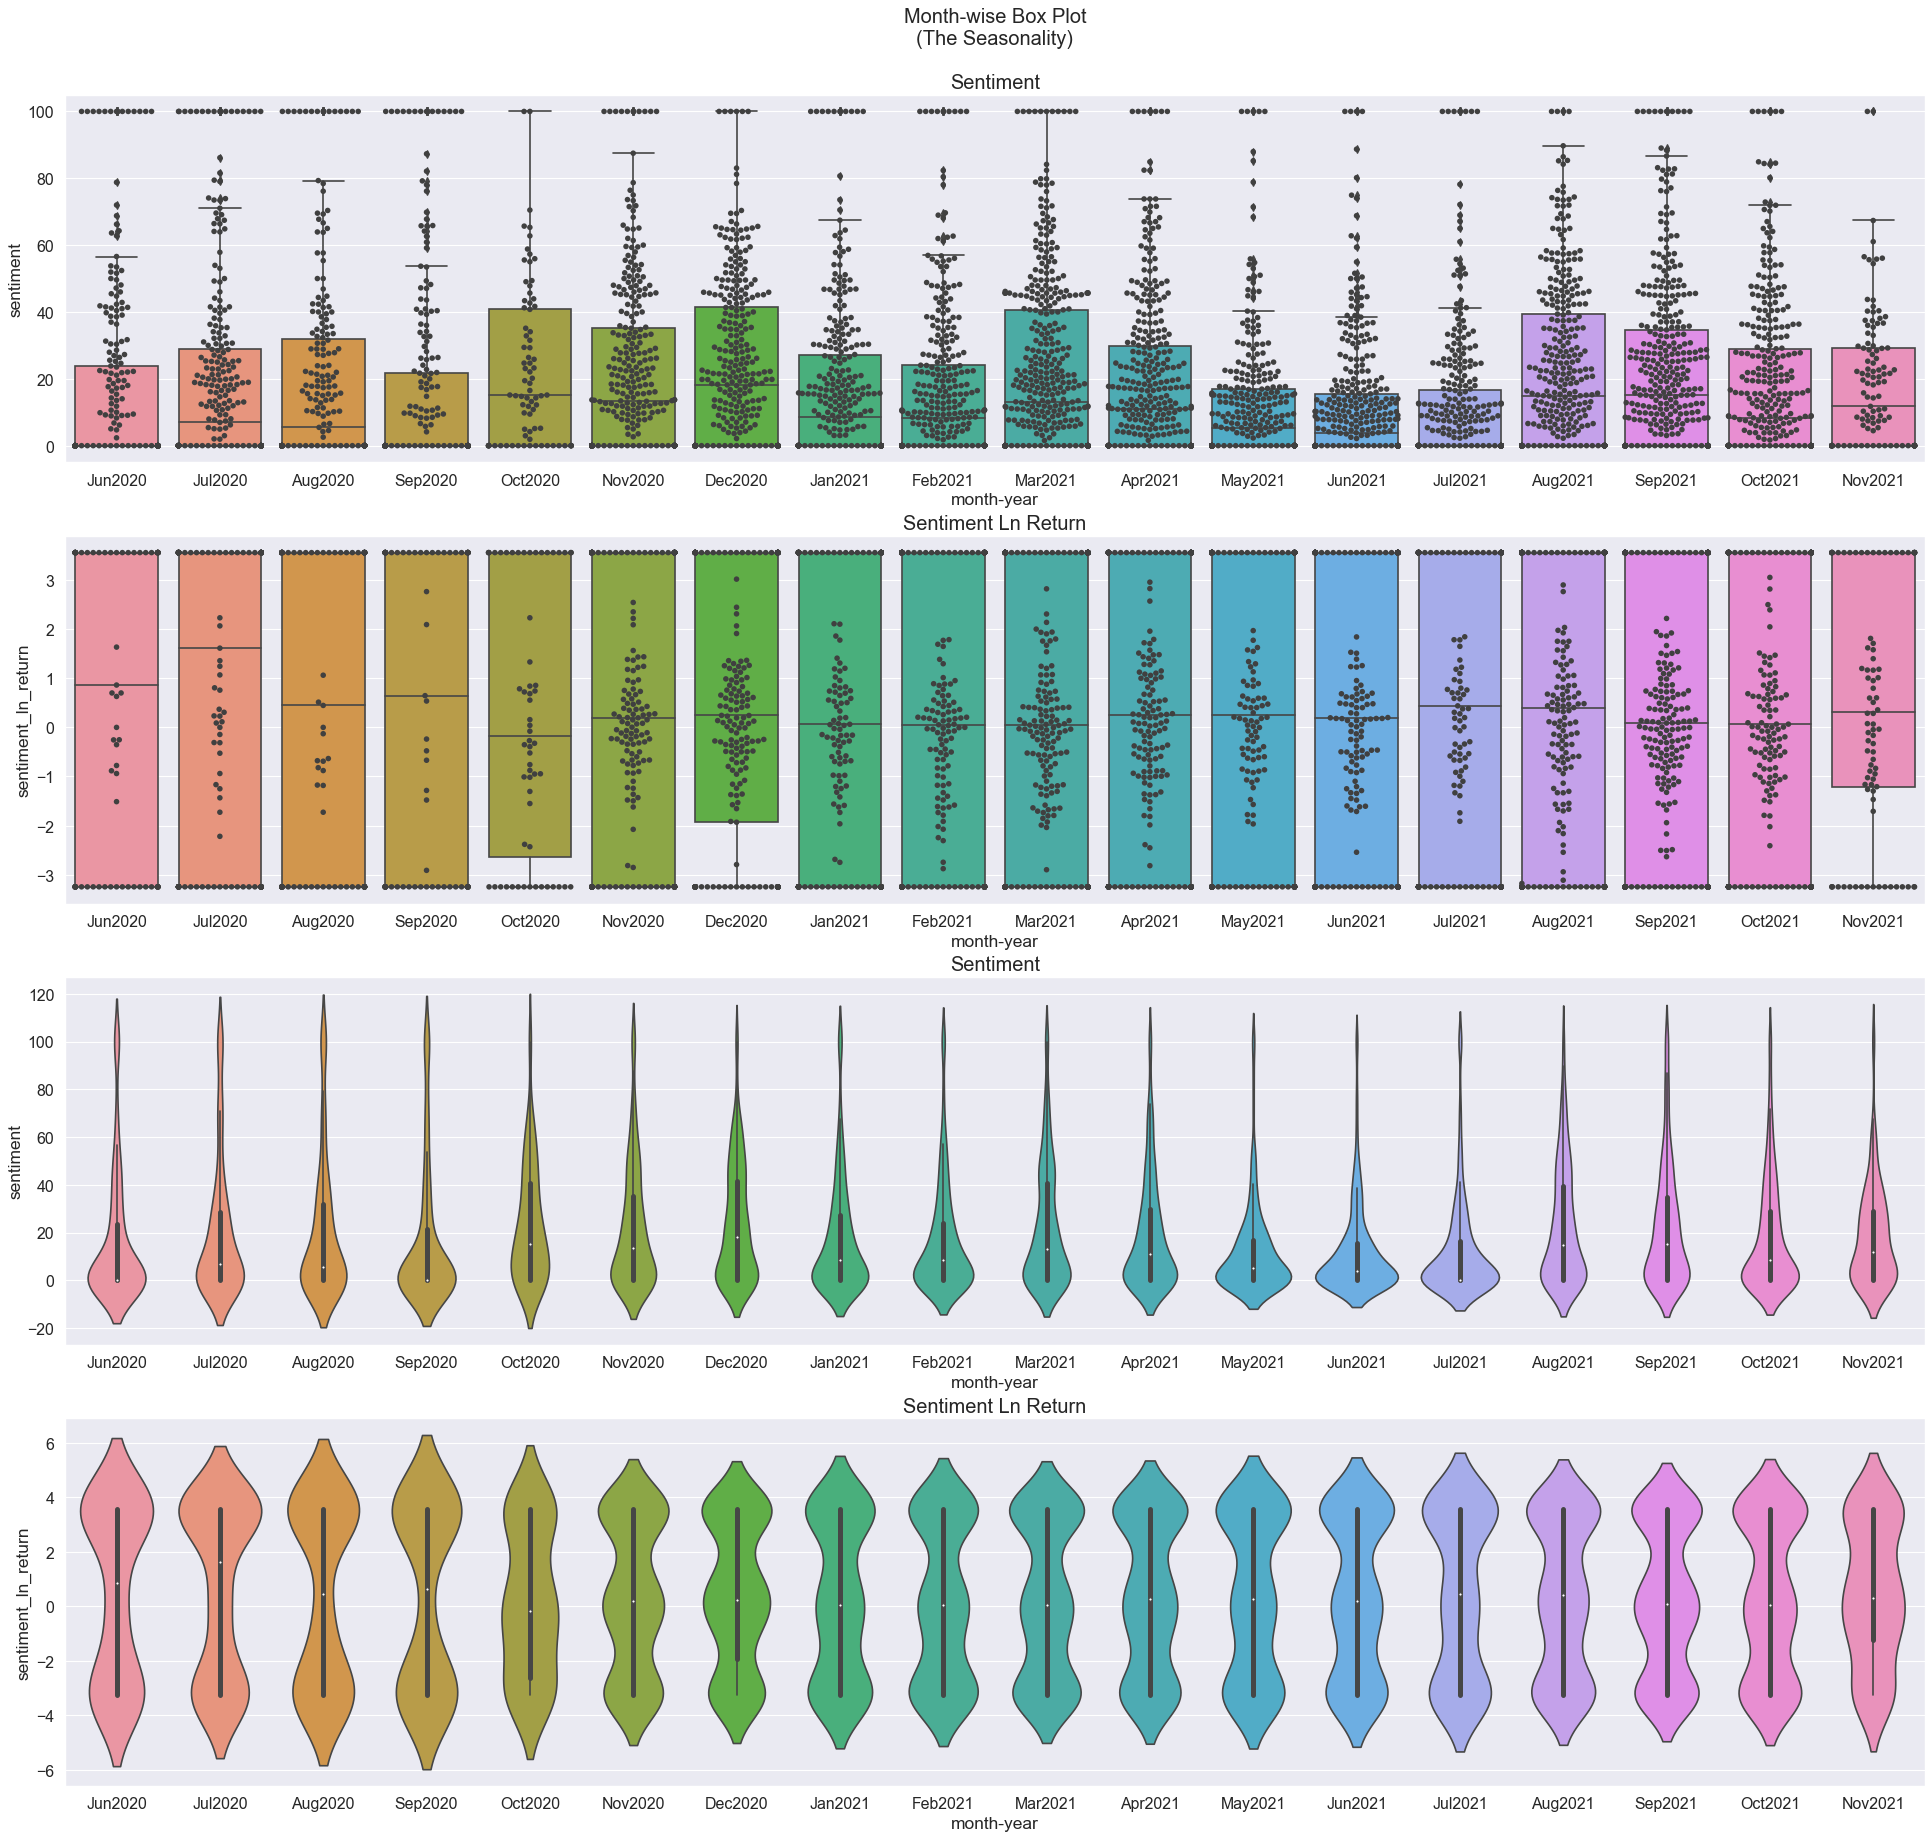 Month-wise Box Plot
(The Seasonality)
Sentiment
100
80
60
40
20
0
sentiment
Jun2020 Jul2020 Aug2020 Sep2020 Oct2020 Nov2020 Dec2020 Jan2021 Feb2021 Mar2021 Apr2021 May2021 Jun2021 Jul2021 Aug2021 Sep2021 Oct2021 Nov2021
month-year
Sentiment Ln Return
3
2
1
0
−1
−2
−3
sentiment_ln_return
Jun2020 Jul2020 Aug2020 Sep2020 Oct2020 Nov2020 Dec2020 Jan2021 Feb2021 Mar2021 Apr2021 May2021 Jun2021 Jul2021 Aug2021 Sep2021 Oct2021 Nov2021
month-year
Sentiment
120
100
80
60
40
20
0
−20
sentiment
Jun2020 Jul2020 Aug2020 Sep2020 Oct2020 Nov2020 Dec2020 Jan2021 Feb2021 Mar2021 Apr2021 May2021 Jun2021 Jul2021 Aug2021 Sep2021 Oct2021 Nov2021
month-year
Sentiment Ln Return
6
4
2
0
−2
−4
−6
sentiment_ln_return
Jun2020 Jul2020 Aug2020 Sep2020 Oct2020 Nov2020 Dec2020 Jan2021 Feb2021 Mar2021 Apr2021 May2021 Jun2021 Jul2021 Aug2021 Sep2021 Oct2021 Nov2021
month-year